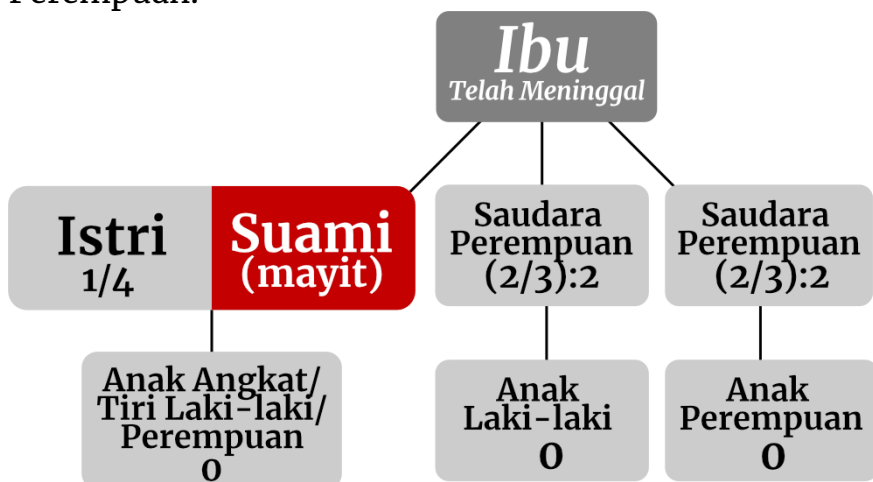 Perempuan.
Ibu
Telah Meninggal
Istri
1/4
Suami
(mayit)
Saudara
Perempuan
(2/3):2
Saudara
Perempuan
(2/3):2
Anak Angkat/
Tiri Laki-laki/
Perempuan
0
Anak
Laki-laki
0
Anak
Perempuan
0